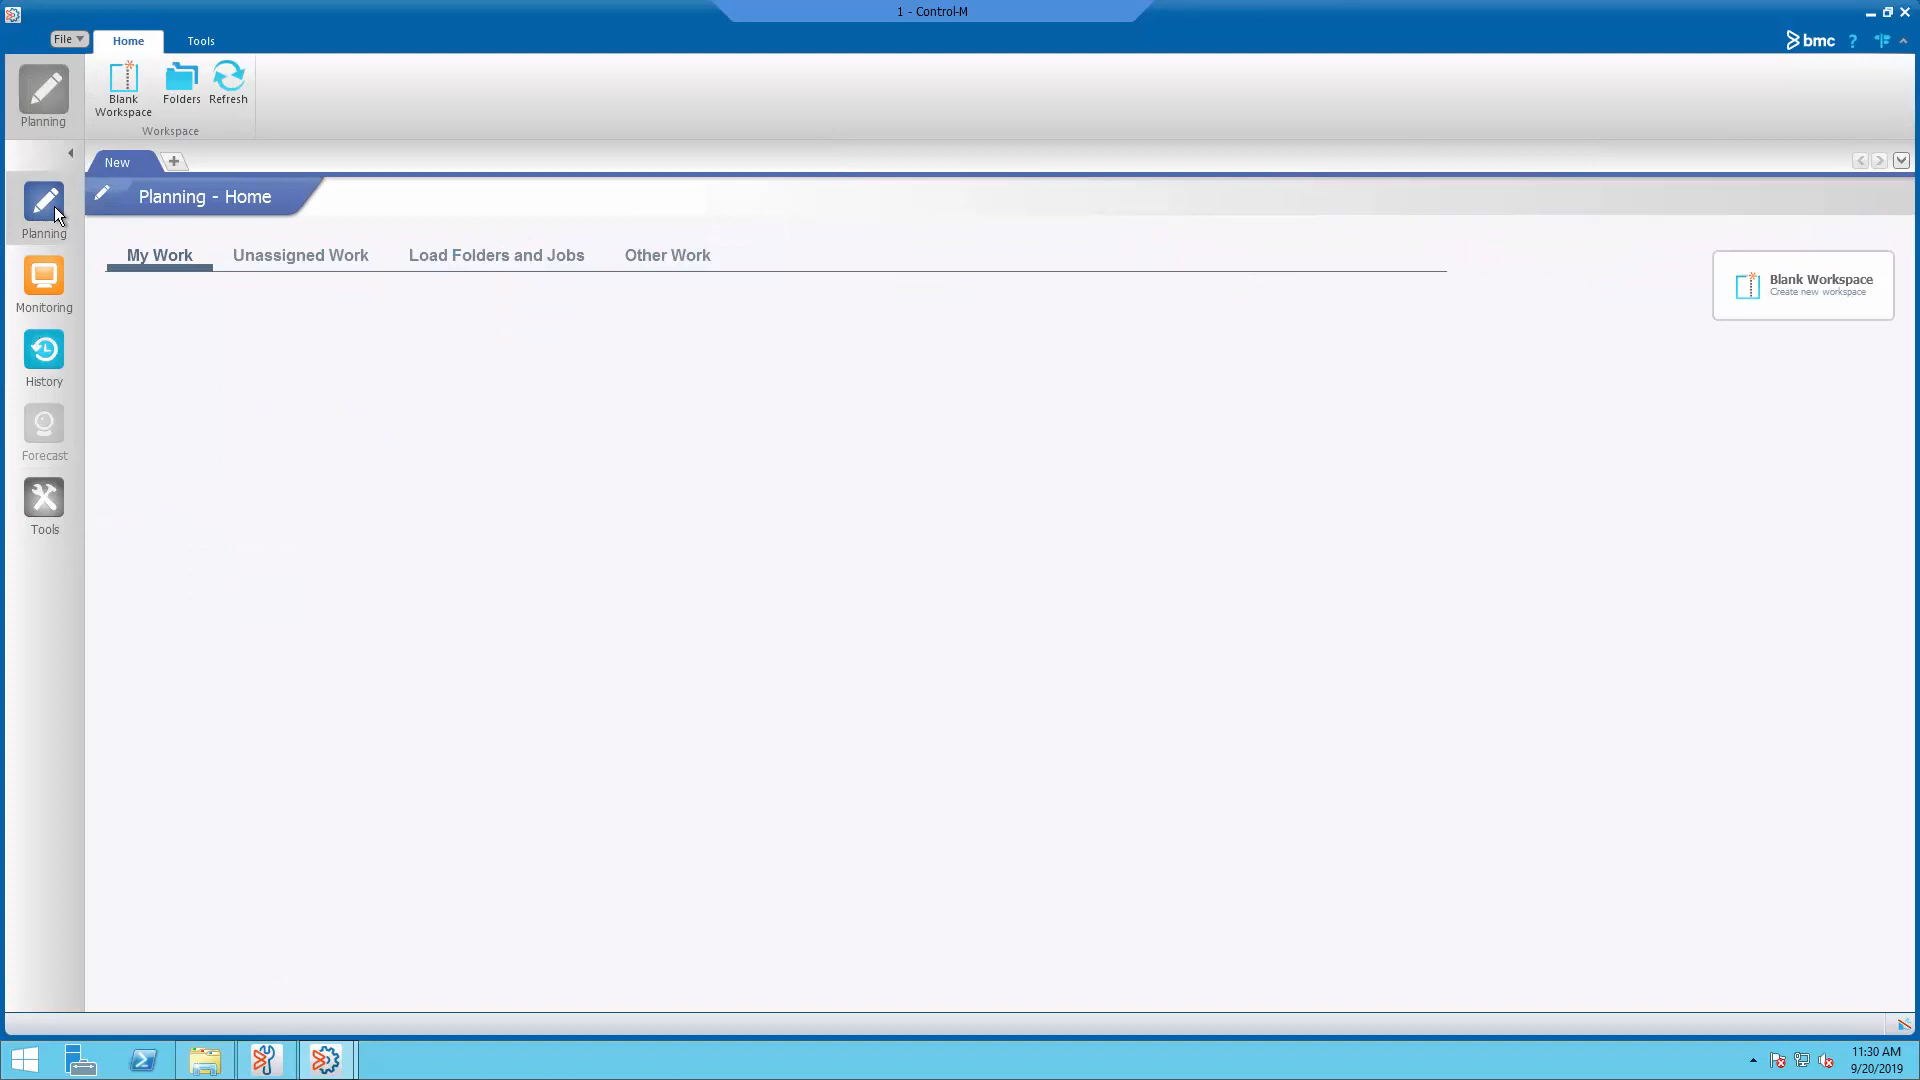 1 - Control-M
File
Home
Tools
bmc
?
Planning
Blank
Workspace
Folders
Refresh
Workspace
New
Planning - Home
Planning
Monitoring
History
Forecast
Tools
My Work
Unassigned Work
Load Folders and Jobs
Other Work
Blank Workspace
Create new workspace
11:30 AM
9/20/2019